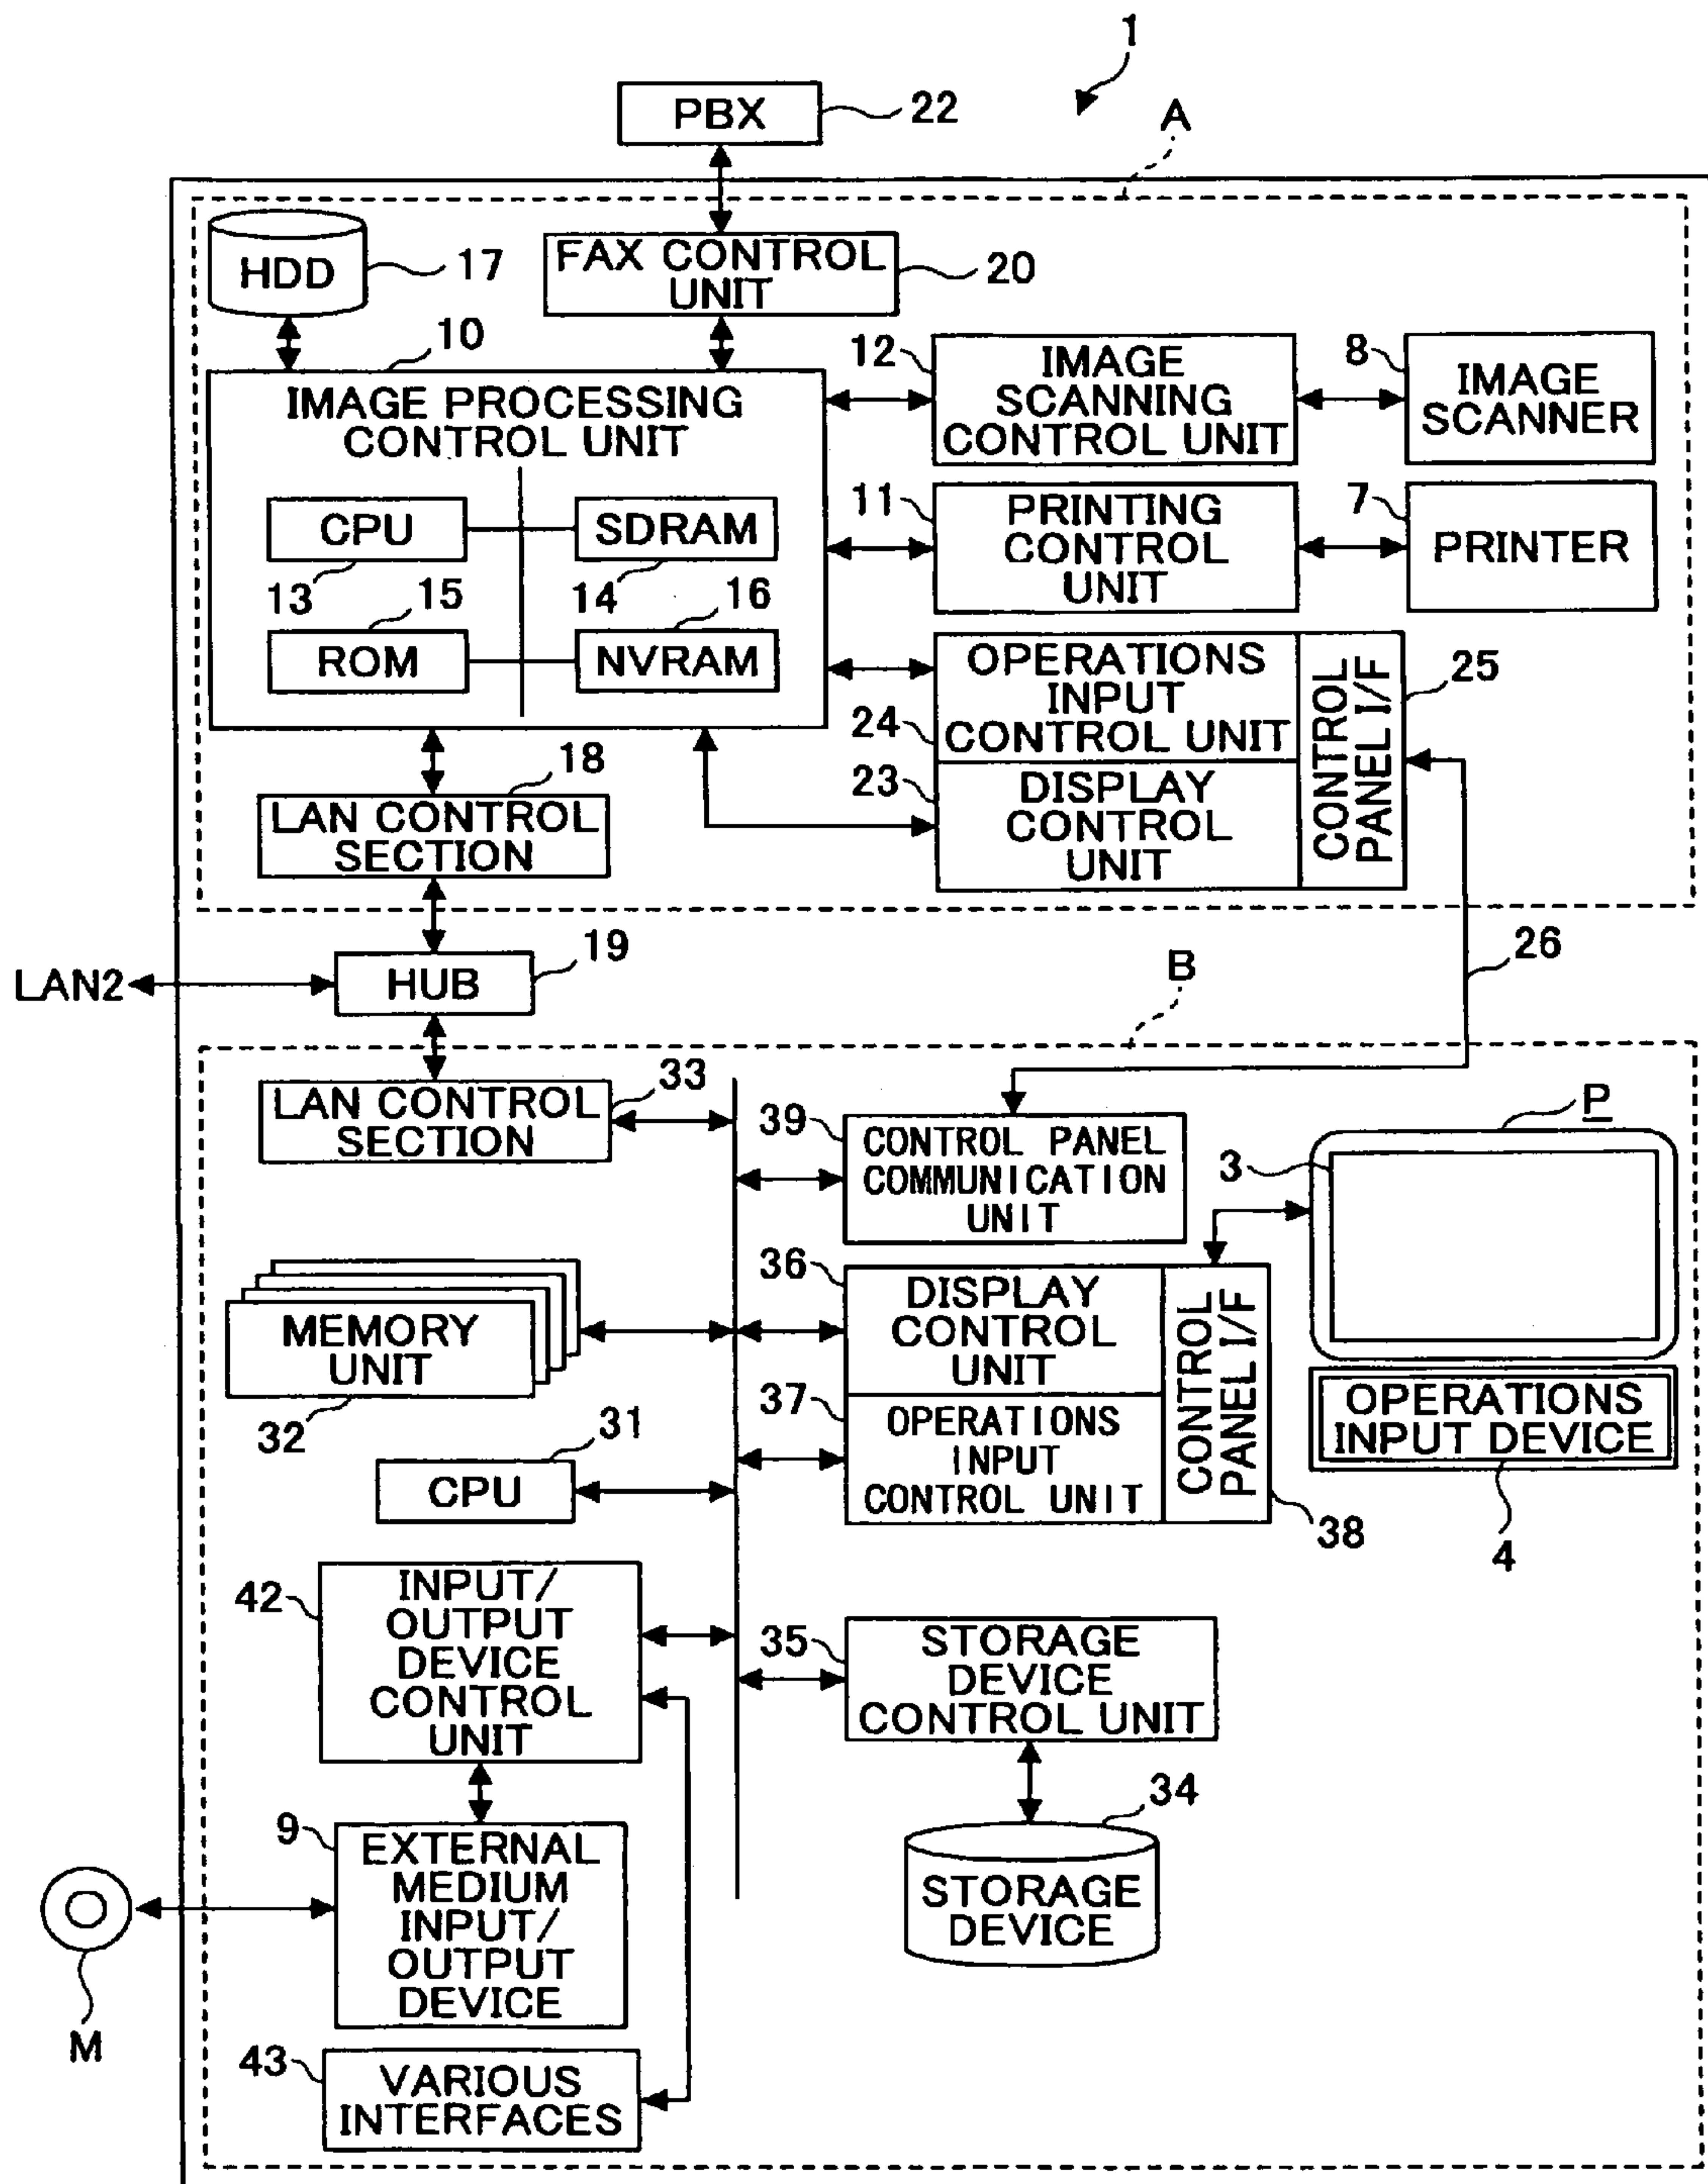 1
PBX
22
A
HDD
17
FAX CONTROL
UNIT
20
10
IMAGE PROCESSING
CONTROL UNIT
12
IMAGE
SCANNING
CONTROL UNIT
8
IMAGE
SCANNER
CPU
SDRAM
13
14
15
16
ROM
NVRAM
11
PRINTING
CONTROL
UNIT
7
PRINTER
OPERATIONS
INPUT
CONTROL UNIT
24
23
DISPLAY
CONTROL
UNIT
CONTROL
PANEL I/F
25
18
LAN CONTROL
SECTION
19
HUB
LAN2
26
B
33
LAN CONTROL
SECTION
39
CONTROL PANEL
COMMUNICATION
UNIT
P
3
MEMORY
UNIT
32
36
DISPLAY
CONTROL
UNIT
37
OPERATIONS
INPUT
CONTROL UNIT
CONTROL
PANEL I/F
38
OPERATIONS
INPUT DEVICE
4
31
CPU
42
INPUT/
OUTPUT
DEVICE
CONTROL
UNIT
35
STORAGE
DEVICE
CONTROL UNIT
34
STORAGE
DEVICE
9
EXTERNAL
MEDIUM
INPUT/
OUTPUT
DEVICE
M
43
VARIOUS
INTERFACES